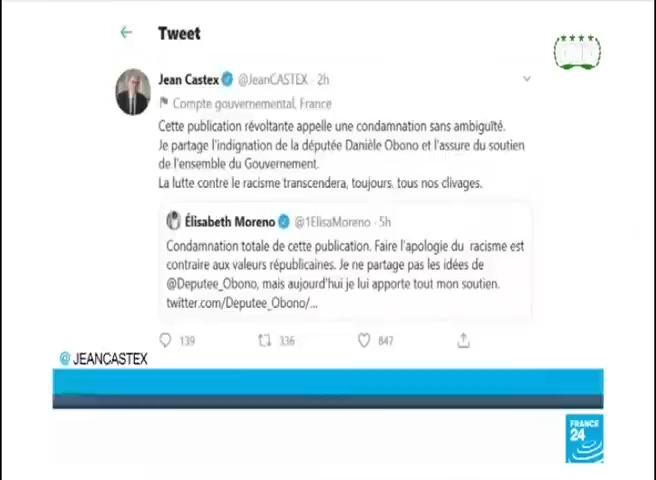 Tweet
Jean Castex @JeanCASTEX · 2h
Compte gouvernemental, France
Cette publication révoltante appelle une condamnation sans ambiguïté.
Je partage l'indignation de la députée Danièle Obono et l'assure du soutien
de l'ensemble du Gouvernement.
La lutte contre le racisme transcendera, toujours, tous nos clivages.
Élisabeth Moreno @1ElisaMoreno · 5h
Condamnation totale de cette publication. Faire l'apologie du racisme est
contraire aux valeurs républicaines. Je ne partage pas les idées de
@Deputee_Obono, mais aujourd'hui je lui apporte tout mon soutien.
twitter.com/Deputee_Obono/...
139 336 847
@ JEANCASTEX
FRANCE
24